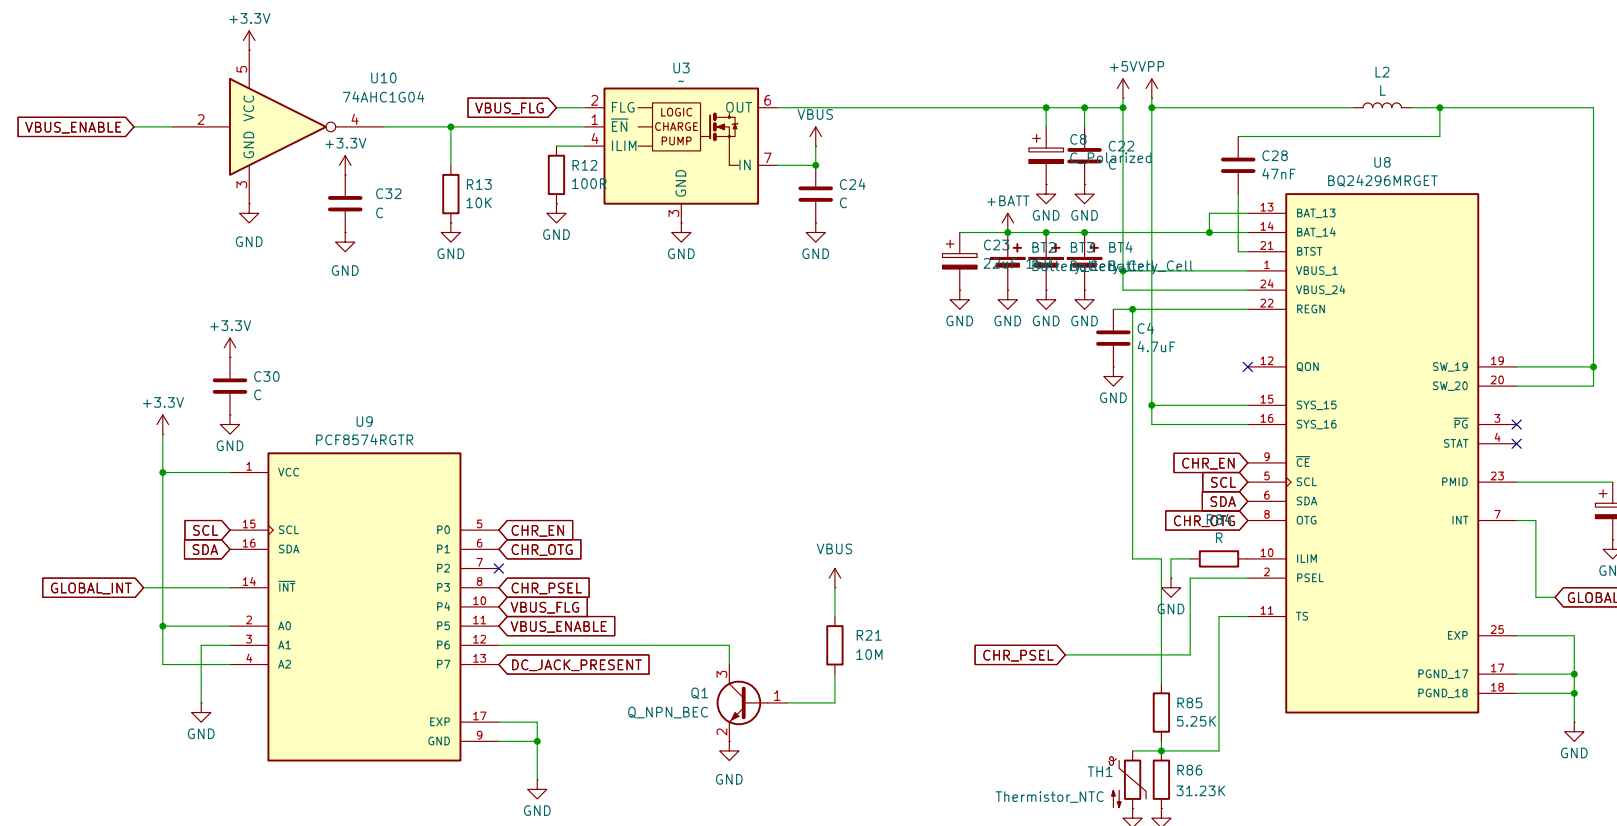 +3.3V
5
U10
74AHC1G04
VCC
GND
VBUS_ENABLE
2
4
3
GND
+3.3V
C32
C
GND
R13
10K
GND
U3
~
VBUS_FLG
2
FLG
1
EN
4
ILIM
LOGIC
CHARGE
PUMP
OUT
6
IN
7
GND
3
GND
R12
100R
GND
VBUS
C24
C
GND
+5V
VPP
C8
C_Polarized
GND
C22
C
GND
+BATT
C23
GND
BT2
Battery_Cell
GND
BT3
Battery_Cell
GND
BT4
Battery_Cell
GND
C4
4.7uF
GND
L2
L
C28
47nF
U8
BQ24296MRGET
13
BAT_13
14
BAT_14
21
BTST
1
VBUS_1
24
VBUS_24
22
REGN
12
QON
15
SYS_15
16
SYS_16
CHR_EN
9
CE
SCL
5
SCL
SDA
6
SDA
CHR_OTG
8
OTG
R84
R
10
ILIM
2
PSEL
11
TS
GND
CHR_PSEL
SW_19
19
SW_20
20
PG
3
STAT
4
PMID
23
INT
7
EXP
25
PGND_17
17
PGND_18
18
GND
R85
5.25K
R86
31.23K
TH1
Thermistor_NTC
+3.3V
C30
C
GND
+3.3V
U9
PCF8574RGTR
1
VCC
SCL
15
SCL
SDA
16
SDA
GLOBAL_INT
14
INT
2
A0
3
A1
4
A2
GND
P0
5
CHR_EN
P1
6
CHR_OTG
P2
7
P3
8
CHR_PSEL
P4
10
VBUS_FLG
P5
11
VBUS_ENABLE
P6
12
P7
13
DC_JACK_PRESENT
EXP
17
GND
9
GND
VBUS
R21
10M
Q1
Q_NPN_BEC
3
1
2
GND